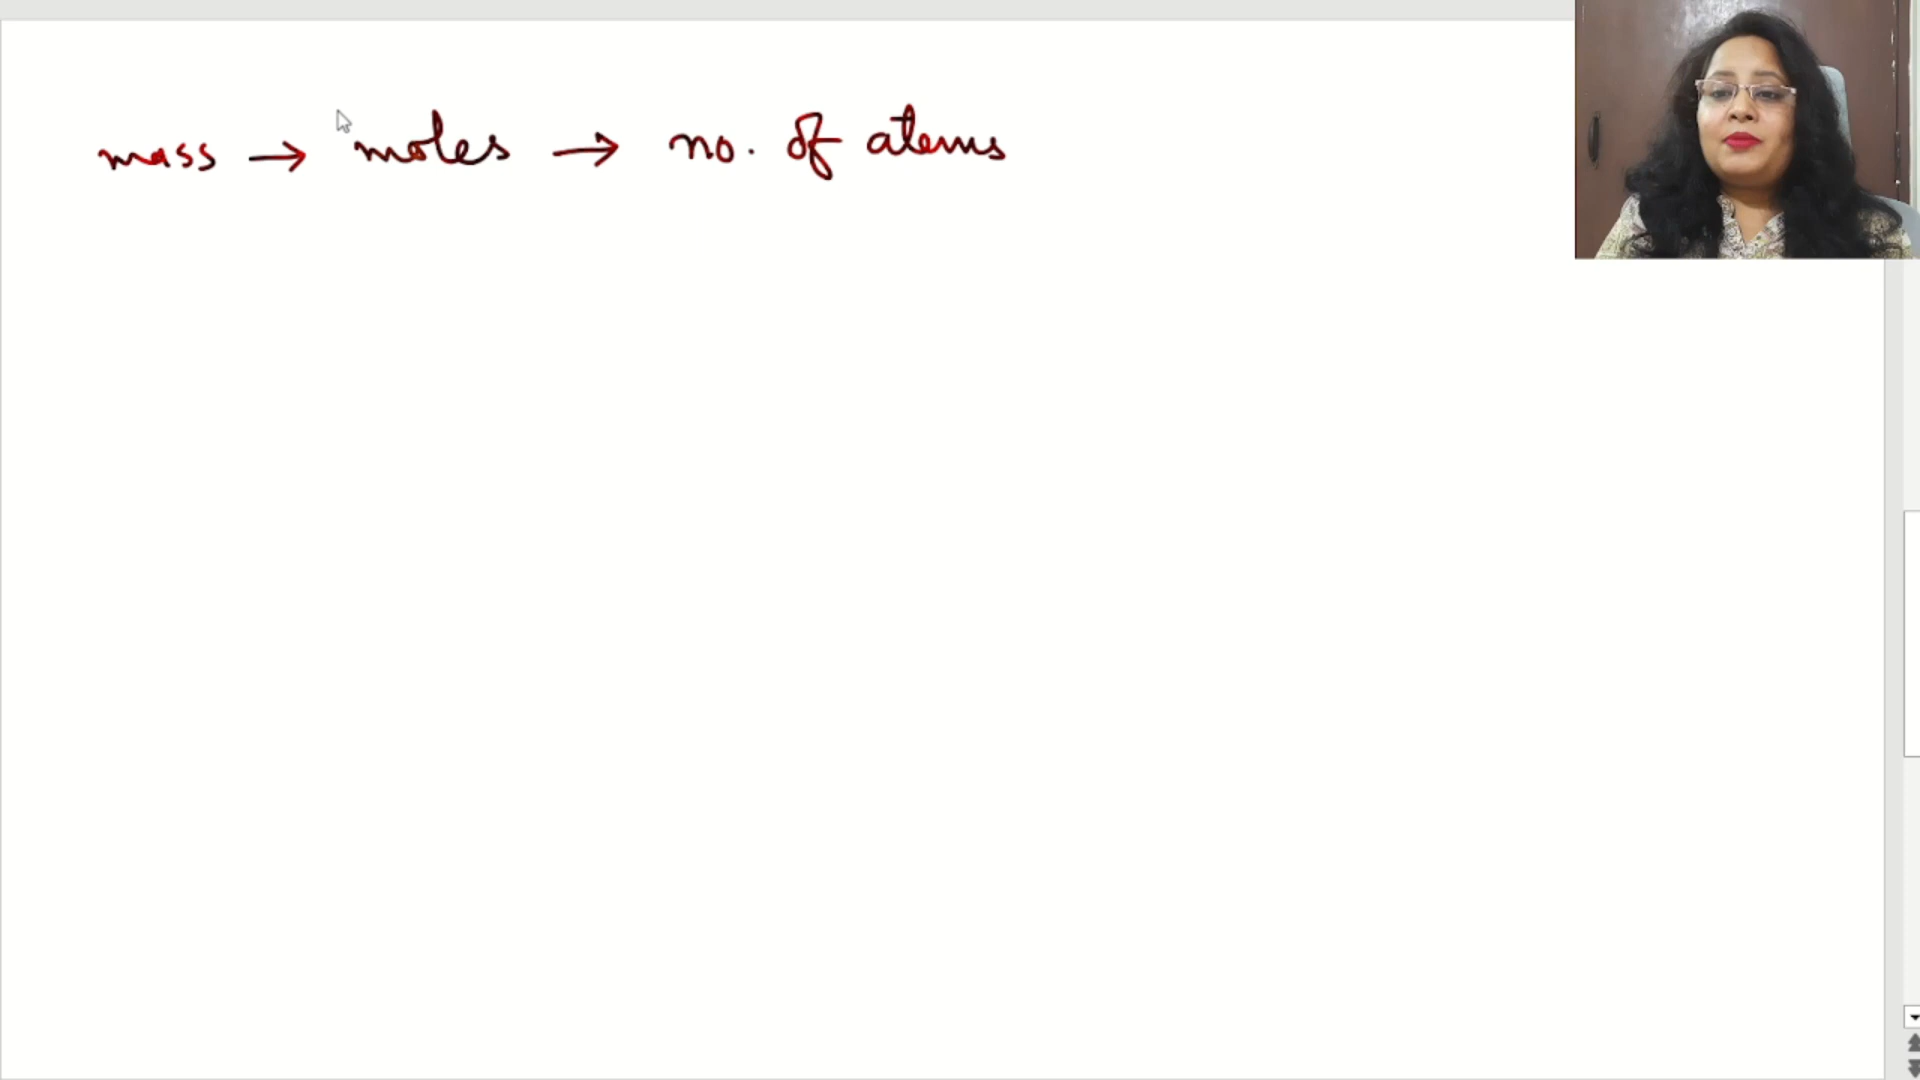 mass → moles → no. of atoms